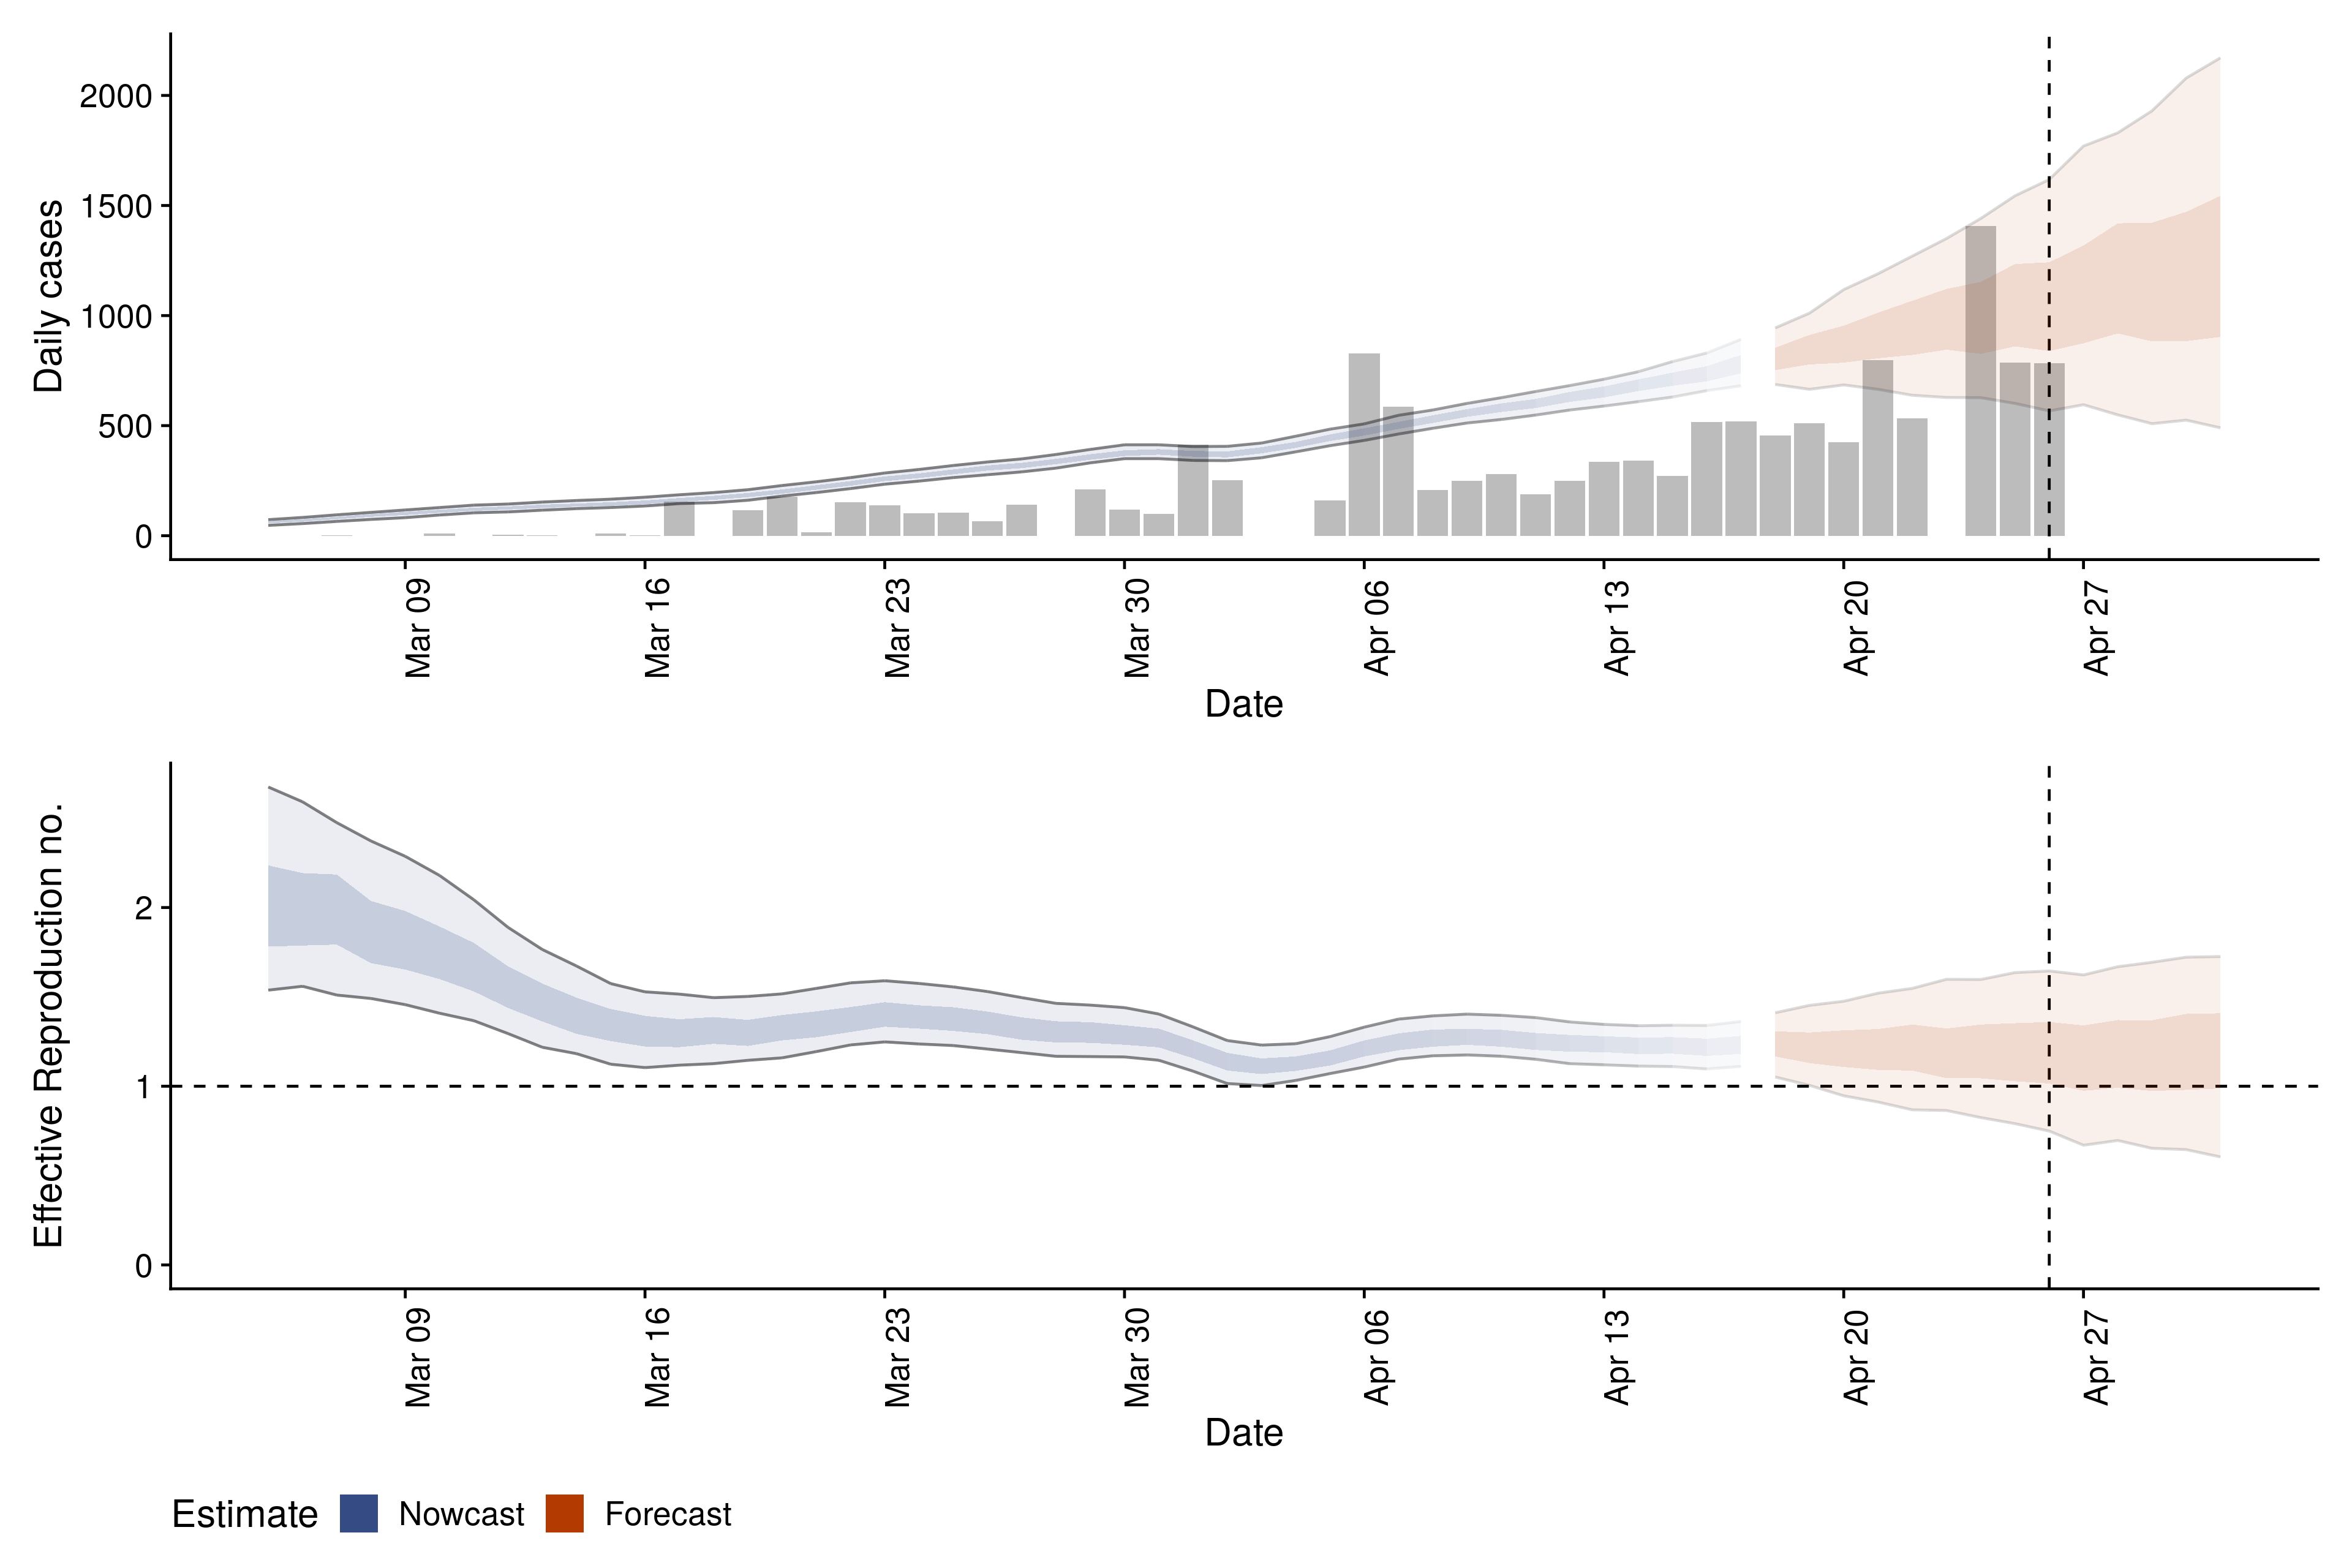 Daily cases
2000
1500
1000
500
0
Mar 09
Mar 16
Mar 23
Mar 30
Apr 06
Apr 13
Apr 20
Apr 27
Date
Effective Reproduction no.
2
1
0
Mar 09
Mar 16
Mar 23
Mar 30
Apr 06
Apr 13
Apr 20
Apr 27
Date
Estimate Nowcast Forecast